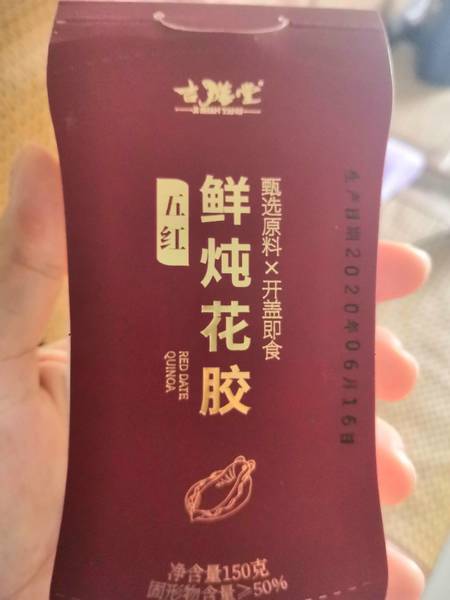 吉瑞堂
鲜炖花胶
五红
甄选原料×开盖即食
RED DATE
QUINOA
生产日期2020年06月16日
净含量150克
固形物含量≥50%